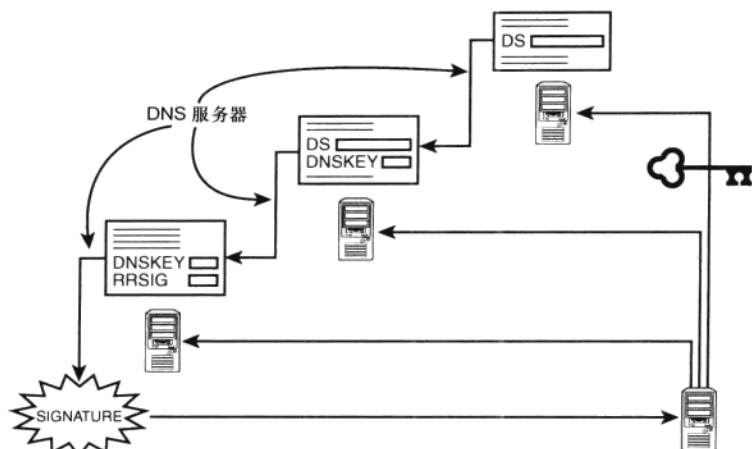 DS
DNS 服务器
DS
DNSKEY
DNSKEY
RRSIG
SIGNATURE